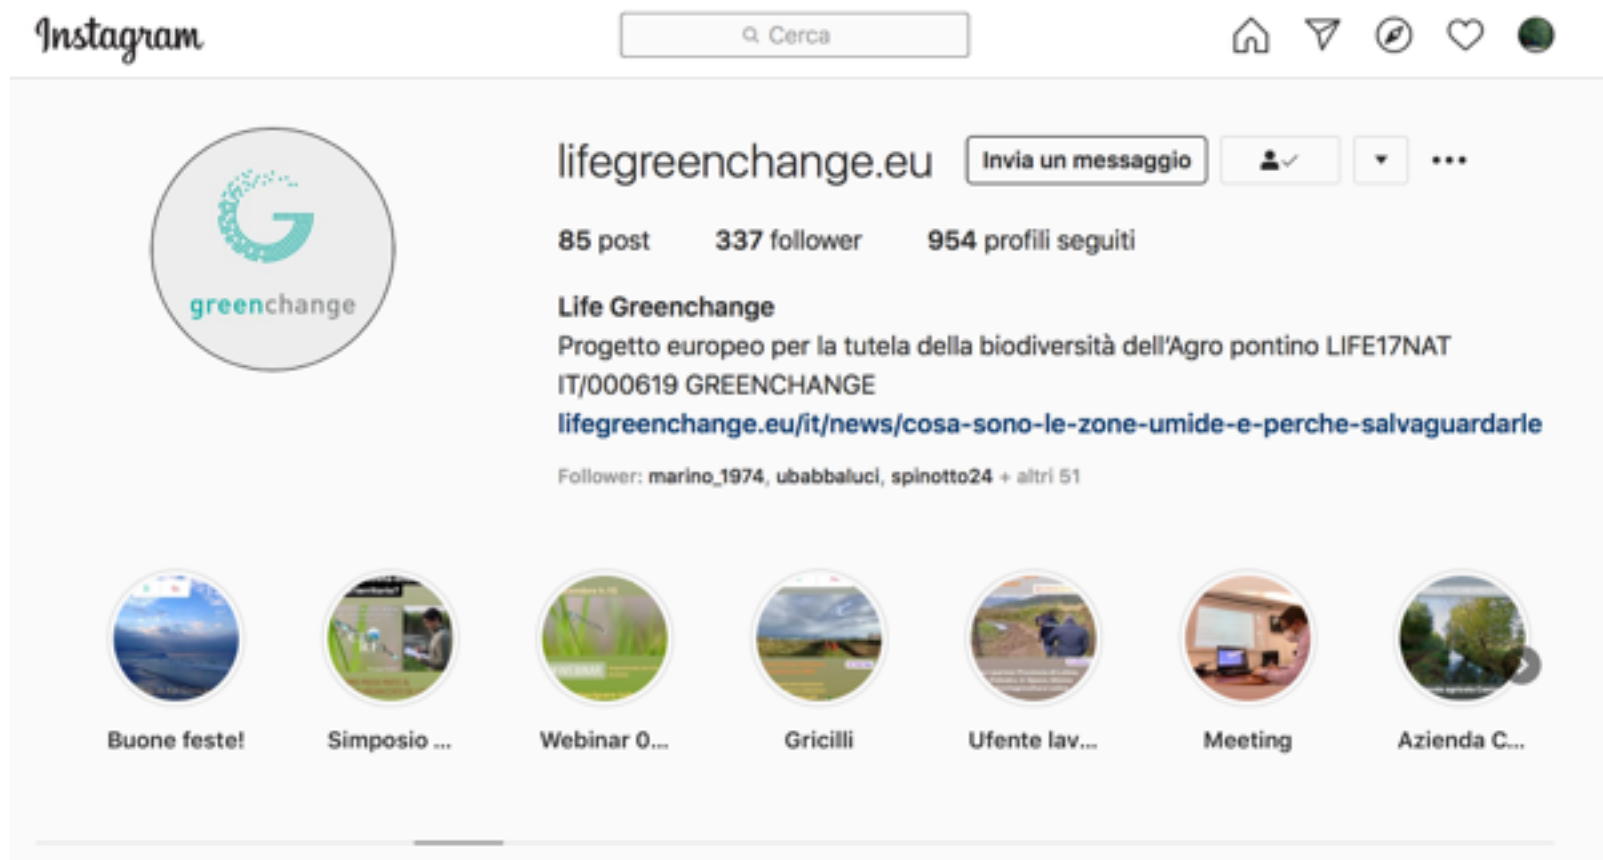 Instagram
Cerca
lifegreenchange.eu
Invia un messaggio
85 post 337 follower 954 profili seguiti
greenchange
Life Greenchange
Progetto europeo per la tutela della biodiversità dell'Agro pontino LIFE17NAT
IT/000619 GREENCHANGE
lifegreenchange.eu/it/news/cosa-sono-le-zone-umide-e-perche-salvaguardarle
Follower: marino_1974, ubabbaluci, spinotto24 + altri 51
WEBINAR
Buone feste! Simposio ... Webinar 0... Gricilli Ufente lav... Meeting Azienda C...